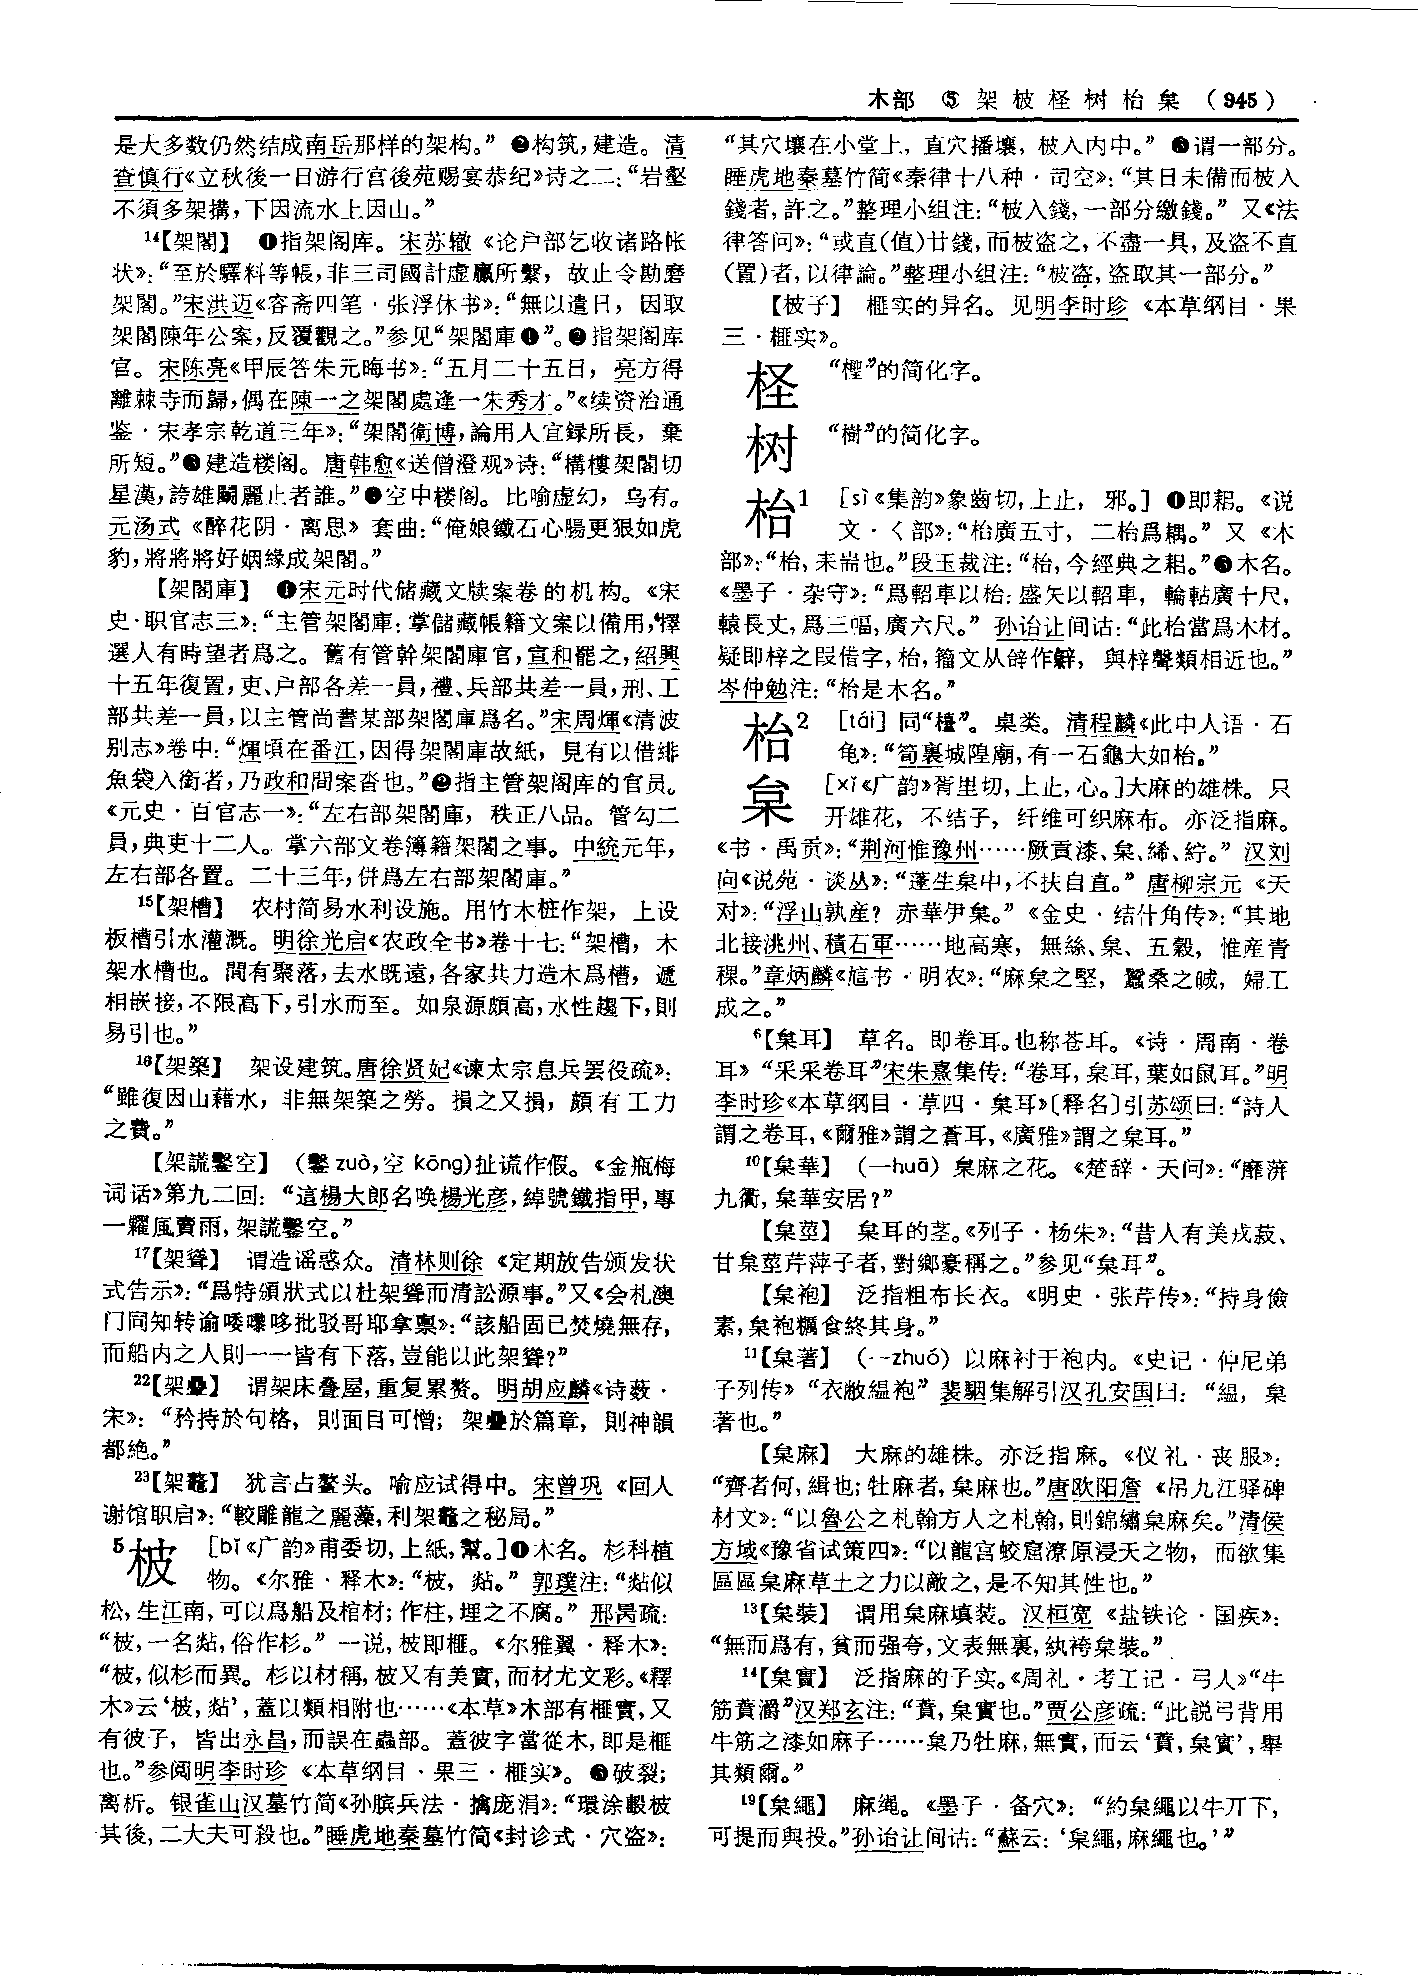 木部 ⑤ 架柀柽树枱枲 (945)
是大多数仍然结成南岳那样的架构。” ❷构筑,建造。清
查慎行《立秋後一日游行宫後苑赐宴恭纪》诗之二:“岩壑
不須多架搆,下因流水上因山。”
14【架閣】 ❶指架阁库。宋苏辙《论户部乞收诸路帐
状》:“至於驛料等帳,非三司國計虛贏所繫,故止令勘磨
架閣。”宋洪迈《容斋四笔·张浮休书》:“無以遣日,因取
架閣陳年公案,反覆觀之。”参见“架閣庫❶”。❷指架阁库
官。宋陈亮《甲辰答朱元晦书》:“五月二十五日,亮方得
離棘寺而歸,偶在陳一之架閣處逢一朱秀才。”《续资治通
鉴·宋孝宗乾道三年》:“架閣衛博,論用人宜録所長,棄
所短。”❸建造楼阁。唐韩愈《送僧澄观》诗:“構樓架閣切
星漢,誇雄鬬麗止者誰。”❹空中楼阁。比喻虚幻,乌有。
元汤式《醉花阴·离思》套曲:“俺娘鐵石心腸更狠如虎
豹,將將將好姻緣成架閣。”
【架閣庫】 ❶宋元时代储藏文牍案卷的机构。《宋
史·职官志三》:“主管架閣庫:掌儲藏帳籍文案以備用,擇
選人有時望者爲之。舊有管幹架閣庫官,宣和罷之,紹興
十五年復置,吏、户部各差一員,禮、兵部共差一員,刑、工
部共差一員,以主管尚書某部架閣庫爲名。”宋周煇《清波
别志》卷中:“煇頃在番江,因得架閣庫故紙,見有以借緋
魚袋入銜者,乃政和間案沓也。”❷指主管架阁库的官员。
《元史·百官志一》:“左右部架閣庫,秩正八品。管勾二
員,典吏十二人。掌六部文卷簿籍架閣之事。中統元年,
左右部各置。二十三年,併爲左右部架閣庫。”
15【架槽】 农村简易水利设施。用竹木桩作架,上设
板槽引水灌溉。明徐光启《农政全书》卷十七:“架槽,木
架水槽也。間有聚落,去水既遠,各家共力造木爲槽,遞
相嵌接,不限高下,引水而至。如泉源頗高,水性趨下,則
易引也。”
16【架築】 架设建筑。唐徐贤妃《谏太宗息兵罢役疏》:
“雖復因山藉水,非無架築之勞。損之又損,頗有工力
之費。”
【架謊鑿空】 (鑿zuò,空kōng)扯谎作假。《金瓶梅
词话》第九二回:“這楊大郎名唤楊光彦,綽號鐵指甲,專
一糶風賣雨,架謊鑿空。”
17【架聳】 谓造谣惑众。清林则徐《定期放告颁发状
式告示》:“爲特頒狀式以杜架聳而清訟源事。”又《会札澳
门同知转谕喽嚟哆批驳哥耶拿禀》:“該船固已焚燒無存,
而船内之人則一一皆有下落,豈能以此架聳?”
22【架疊】 谓架床叠屋,重复累赘。明胡应麟《诗薮·
宋》:“矜持於句格,則面目可憎;架疊於篇章,則神韻
都絶。”
23【架鼇】 犹言占鳌头。喻应试得中。宋曾巩《回人
谢馆职启》:“較雕龍之麗藻,利架鼇之秘局。”
5柀 [bǐ《广韵》甫委切,上紙,幫。]❶木名。杉科植
物。《尔雅·释木》:“柀,煔。”郭璞注:“煔似
松,生江南,可以爲船及棺材;作柱,埋之不腐。”邢昺疏:
“柀,一名煔,俗作杉。”一说,柀即榧。《尔雅翼·释木》:
“柀,似杉而異。杉以材稱,柀又有美實,而材尤文彩。《釋
木》云‘柀,煔’,蓋以類相附也……《本草》木部有榧實,又
有彼子,皆出永昌,而誤在蟲部。蓋彼字當從木,即是榧
也。”参阅明李时珍《本草纲目·果三·榧实》。❷破裂;
离析。银雀山汉墓竹简《孙膑兵法·擒庞涓》:“環涂轂柀
其後,二大夫可殺也。”睡虎地秦墓竹简《封诊式·穴盗》:
“其穴壤在小堂上,直穴播壤,柀入内中。”❸谓一部分。
睡虎地秦墓竹简《秦律十八种·司空》:“其日未備而柀入
錢者,許之。”整理小组注:“柀入錢,一部分繳錢。”又《法
律答问》:“或直(值)廿錢,而柀盗之,不盡一具,及盗不直
(置)者,以律論。”整理小组注:“柀盗,盗取其一部分。”
【柀子】 榧实的异名。见明李时珍《本草纲目·果
三·榧实》。
柽 “檉”的简化字。
树 “樹”的简化字。
枱1 [sì《集韵》象齒切,上止,邪。]❶即耜。《说
文·〈部》:“枱廣五寸,二枱爲耦。”又《木
部》:“枱,耒耑也。”段玉裁注:“枱,今經典之耜。”❷木名。
《墨子·杂守》:“爲軺車以枱:盛矢以軺車,輪軲廣十尺,
轅長丈,爲三幅,廣六尺。”孙诒让间诂:“此枱當爲木材。
疑即梓之叚借字,枱,籀文从辝作𣚁,與梓聲類相近也。”
岑仲勉注:“枱是木名。”
枱2 [tái]同“檯”。桌类。清程麟《此中人语·石
龟》:“筍裏城隍廟,有一石龜大如枱。”
枲 [xǐ《广韵》胥里切,上止,心。]大麻的雄株。只
开雄花,不结子,纤维可织麻布。亦泛指麻。
《书·禹贡》:“荆河惟豫州……厥貢漆、枲、絺、紵。”汉刘
向《说苑·谈丛》:“蓬生枲中,不扶自直。”唐柳宗元《天
对》:“浮山孰産?赤華伊枲。”《金史·结什角传》:“其地
北接洮州、積石軍……地高寒,無絲、枲、五穀,惟産青
稞。”章炳麟《訄书·明农》:“麻枲之堅,蠶桑之絨,婦工
成之。”
6【枲耳】 草名。即卷耳。也称苍耳。《诗·周南·卷
耳》“采采卷耳”宋朱熹集传:“卷耳,枲耳,葉如鼠耳。”明
李时珍《本草纲目·草四·枲耳》〔释名〕引苏颂曰:“詩人
謂之卷耳,《爾雅》謂之蒼耳,《廣雅》謂之枲耳。”
10【枲華】 (—huā)枲麻之花。《楚辞·天问》:“靡蓱
九衢,枲華安居?”
【枲莖】 枲耳的茎。《列子·杨朱》:“昔人有美戎菽、
甘枲莖芹萍子者,對鄉豪稱之。”参见“枲耳”。
【枲袍】 泛指粗布长衣。《明史·张芹传》:“持身儉
素,枲袍糲食終其身。”
11【枲著】 (—zhuó)以麻衬于袍内。《史记·仲尼弟
子列传》“衣敝緼袍”裴駰集解引汉孔安国曰:“緼,枲
著也。”
【枲麻】 大麻的雄株。亦泛指麻。《仪礼·丧服》:
“齊者何,緝也;牡麻者,枲麻也。”唐欧阳詹《吊九江驿碑
材文》:“以魯公之札翰方人之札翰,則錦繡枲麻矣。”清侯
方域《豫省试策四》:“以龍宫蛟窟潦原浸天之物,而欲集
區區枲麻草土之力以敵之,是不知其性也。”
13【枲裝】 谓用枲麻填装。汉桓宽《盐铁论·国疾》:
“無而爲有,貧而强夸,文表無裏,紈袴枲裝。”
14【枲實】 泛指麻的子实。《周礼·考工记·弓人》“牛
筋蕡灂”汉郑玄注:“蕡,枲實也。”贾公彦疏:“此説弓背用
牛筋之漆如麻子……枲乃牡麻,無實,而云‘蕡,枲實’,舉
其類爾。”
19【枲繩】 麻绳。《墨子·备穴》:“約枲繩以牛丌下,
可提而與投。”孙诒让间诂:“蘇云:‘枲繩,麻繩也。’”